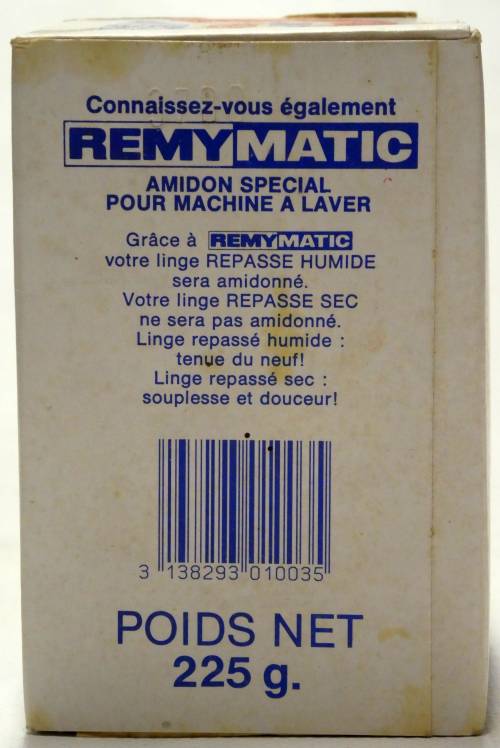 Connaissez-vous également
REMYMATIC
AMIDON SPECIAL
POUR MACHINE A LAVER
Grâce à REMYMATIC
votre linge REPASSE HUMIDE
sera amidonné.
Votre linge REPASSE SEC
ne sera pas amidonné.
Linge repassé humide :
tenue du neuf!
Linge repassé sec :
souplesse et douceur!
3 138293 010035
POIDS NET
225 g.